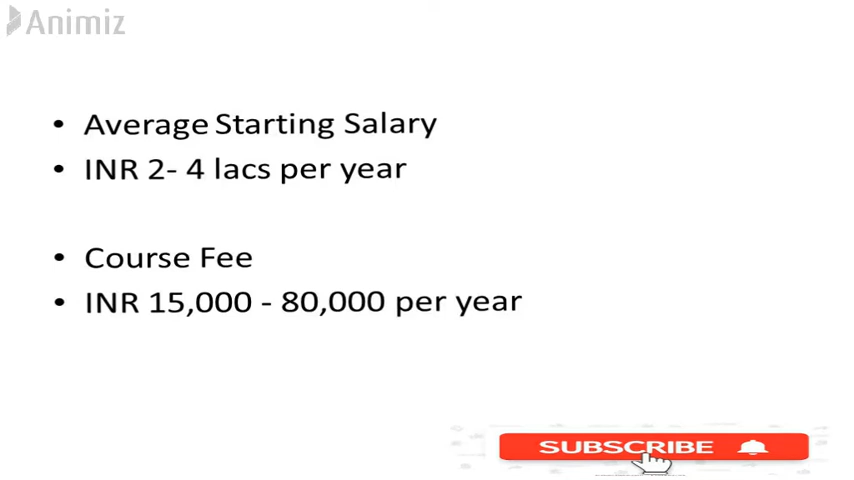 Animiz
• Average Starting Salary
• INR 2- 4 lacs per year
• Course Fee
• INR 15,000 - 80,000 per year
SUBSCRIBE